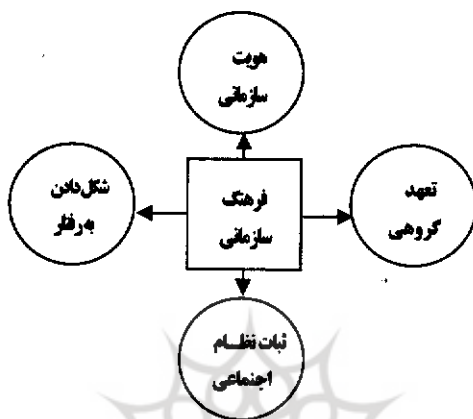 هویت
سازمانی
تعهد
گروهی
فرهنگ
سازمانی
شکل‌دادن
به رفتار
ثبات نظـام
اجتماعی